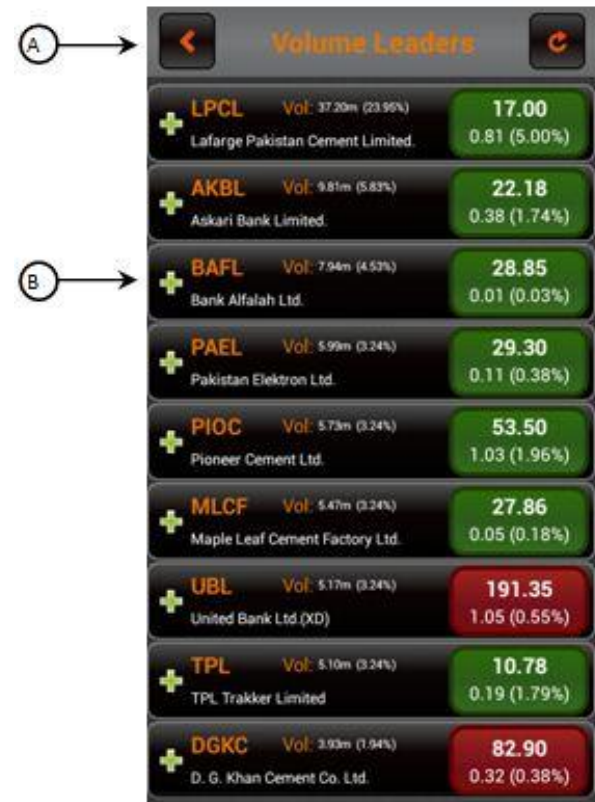 A
Volume Leaders
LPCL Vol: 37.20m (23.95%) 17.00
Lafarge Pakistan Cement Limited. 0.81 (5.00%)
AKBL Vol: 9.81m (5.83%) 22.18
Askari Bank Limited. 0.38 (1.74%)
B
BAFL Vol: 7.94m (4.53%) 28.85
Bank Alfalah Ltd. 0.01 (0.03%)
PAEL Vol: 5.99m (3.24%) 29.30
Pakistan Elektron Ltd. 0.11 (0.38%)
PIOC Vol: 5.73m (3.24%) 53.50
Pioneer Cement Ltd. 1.03 (1.96%)
MLCF Vol: 5.47m (3.24%) 27.86
Maple Leaf Cement Factory Ltd. 0.05 (0.18%)
UBL Vol: 5.17m (3.24%) 191.35
United Bank Ltd.(XD) 1.05 (0.55%)
TPL Vol: 5.10m (3.24%) 10.78
TPL Trakker Limited 0.19 (1.79%)
DGKC Vol: 3.93m (1.94%) 82.90
D. G. Khan Cement Co. Ltd. 0.32 (0.38%)